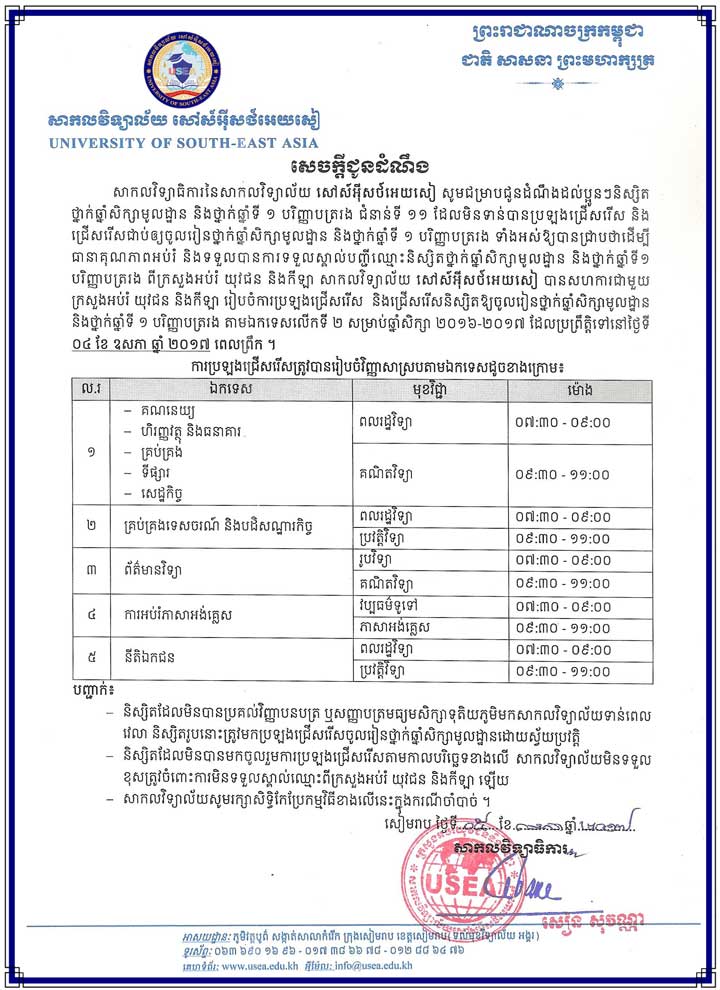 ព្រះរាជាណាចក្រកម្ពុជា
ជាតិ សាសនា ព្រះមហាក្សត្រ
USEA
UNIVERSITY OF SOUTH-EAST ASIA
សាកលវិទ្យាល័យ សៅស៍អ៊ីសថ៍អេយសៀ
UNIVERSITY OF SOUTH-EAST ASIA
សេចក្តីជូនដំណឹង
សាកលវិទ្យាធិការនៃសាកលវិទ្យាល័យ សៅស៍អ៊ីសថ៍អេយសៀ សូមជម្រាបជូនដំណឹងដល់ប្អូនៗនិស្សិត
ថ្នាក់ឆ្នាំសិក្សាមូលដ្ឋាន និងថ្នាក់ឆ្នាំទី ១ បរិញ្ញាបត្ររង ជំនាន់ទី ១១ ដែលមិនទាន់បានប្រឡងជ្រើសរើស និង
ជ្រើសរើសជាប់ឲ្យចូលរៀនថ្នាក់ឆ្នាំសិក្សាមូលដ្ឋាន និងថ្នាក់ឆ្នាំទី ១ បរិញ្ញាបត្ររង ទាំងអស់ឱ្យបានជ្រាបថាដើម្បី
ធានាគុណភាពអប់រំ និងទទួលបានការទទួលស្គាល់បញ្ជីឈ្មោះនិស្សិតថ្នាក់ឆ្នាំសិក្សាមូលដ្ឋាន និងថ្នាក់ឆ្នាំទី១
បរិញ្ញាបត្ររង ពីក្រសួងអប់រំ យុវជន និងកីឡា សាកលវិទ្យាល័យ សៅស៍អ៊ីសថ៍អេយសៀ បានសហការជាមួយ
ក្រសួងអប់រំ យុវជន និងកីឡា រៀបចំការប្រឡងជ្រើសរើស និងជ្រើសរើសនិស្សិតឱ្យចូលរៀនថ្នាក់ឆ្នាំសិក្សាមូលដ្ឋាន
និងថ្នាក់ឆ្នាំទី ១ បរិញ្ញាបត្ររង តាមឯកទេសលើកទី ២ សម្រាប់ឆ្នាំសិក្សា ២០១៦-២០១៧ ដែលប្រព្រឹត្តិទៅនៅថ្ងៃទី
០៤ ខែ ឧសភា ឆ្នាំ ២០១៧ ពេលព្រឹក ។
ការប្រឡងជ្រើសរើសត្រូវបានរៀបចំវិញ្ញាសាស្របតាមឯកទេសដូចខាងក្រោម៖
ល.រ ឯកទេស មុខវិជ្ជា ម៉ោង
១
– គណនេយ្យ
– ហិរញ្ញវត្ថុ និងធនាគារ
– គ្រប់គ្រង
– ទីផ្សារ
– សេដ្ឋកិច្ច
ពលរដ្ឋវិទ្យា ០៧:៣០ - ០៩:០០
គណិតវិទ្យា ០៩:៣០ - ១១:០០
២ គ្រប់គ្រងទេសចរណ៍ និងបដិសណ្ឋារកិច្ច
ពលរដ្ឋវិទ្យា ០៧:៣០ - ០៩:០០
ប្រវត្តិវិទ្យា ០៩:៣០ - ១១:០០
៣ ព័ត៌មានវិទ្យា
រូបវិទ្យា ០៧:៣០ - ០៩:០០
គណិតវិទ្យា ០៩:៣០ - ១១:០០
៤ ការអប់រំភាសាអង់គ្លេស
វប្បធម៌ទូទៅ ០៧:៣០ - ០៩:០០
ភាសាអង់គ្លេស ០៩:៣០ - ១១:០០
៥ នីតិឯកជន
ពលរដ្ឋវិទ្យា ០៧:៣០ - ០៩:០០
ប្រវត្តិវិទ្យា ០៩:៣០ - ១១:០០
បញ្ជាក់៖
– និស្សិតដែលមិនបានប្រគល់វិញ្ញាបនបត្រ ឬសញ្ញាបត្រមធ្យមសិក្សាទុតិយភូមិមកសាកលវិទ្យាល័យទាន់ពេល
វេលា និស្សិតរូបនោះត្រូវមកប្រឡងជ្រើសរើសចូលរៀនថ្នាក់ឆ្នាំសិក្សាមូលដ្ឋានដោយស្វ័យប្រវត្តិ
– និស្សិតដែលមិនបានមកចូលរួមការប្រឡងជ្រើសរើសតាមកាលបរិច្ឆេទខាងលើ សាកលវិទ្យាល័យមិនទទួល
ខុសត្រូវចំពោះការមិនទទួលស្គាល់ឈ្មោះពីក្រសួងអប់រំ យុវជន និងកីឡា ឡើយ
– សាកលវិទ្យាល័យសូមរក្សាសិទ្ធិកែប្រែកម្មវិធីខាងលើនេះក្នុងករណីចាំបាច់ ។
សៀមរាប ថ្ងៃទី ខែ ឆ្នាំ ២០១៧
សាកលវិទ្យាធិការ
USEA
សៀន សុវណ្ណា
អាសយដ្ឋាន: ភូមិវត្តបូព៌ សង្កាត់សាលាកំរើក ក្រុងសៀមរាប ខេត្តសៀមរាប( ទល់មុខវិទ្យាល័យ អង្គរ )
ទូរស័ព្ទ: ០៦៣ ៦៩០ ១៦ ៩៦ - ០១៧ ៣៨ ៦៦ ៧៨ - ០១២ ៨៨ ៦៤ ៧៦
គេហទំព័រ: www.usea.edu.kh អ៊ីម៉ែល: info@usea.edu.kh